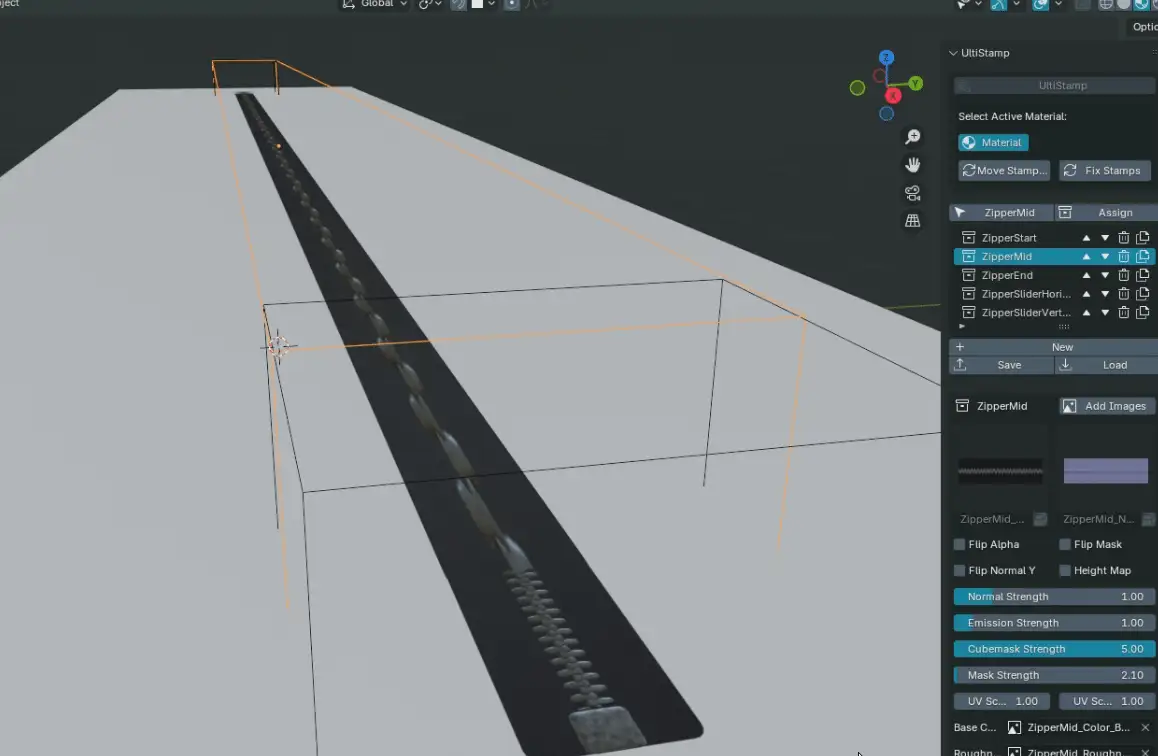 ject
Global
Optic
UltiStamp
UltiStamp
Select Active Material:
Material
Move Stamp...
Fix Stamps
ZipperMid
Assign
ZipperStart
ZipperMid
ZipperEnd
ZipperSliderHori...
ZipperSliderVert...
New
Save
Load
ZipperMid
Add Images
ZipperMid_...
ZipperMid_N...
Flip Alpha
Flip Mask
Flip Normal Y
Height Map
Normal Strength 1.00
Emission Strength 1.00
Cubemask Strength 5.00
Mask Strength 2.10
UV Sc... 1.00
UV Sc... 1.00
Base C... ZipperMid_Color_B...
Roughn... ZipperMid_Roughn...
Z
Y
X